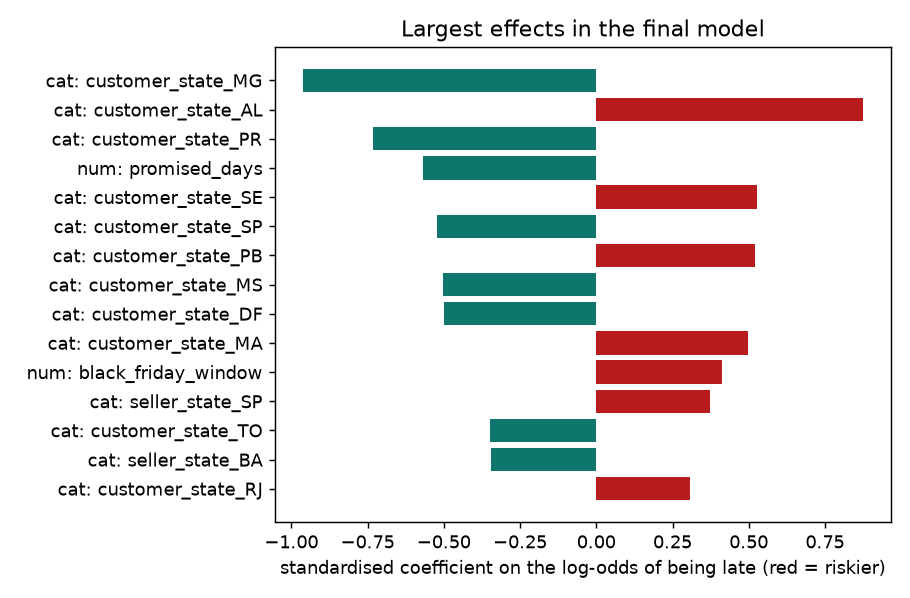 Largest effects in the final model
cat: customer_state_MG
cat: customer_state_AL
cat: customer_state_PR
num: promised_days
cat: customer_state_SE
cat: customer_state_SP
cat: customer_state_PB
cat: customer_state_MS
cat: customer_state_DF
cat: customer_state_MA
num: black_friday_window
cat: seller_state_SP
cat: customer_state_TO
cat: seller_state_BA
cat: customer_state_RJ
−1.00 −0.75 −0.50 −0.25 0.00 0.25 0.50 0.75
standardised coefficient on the log-odds of being late (red = riskier)